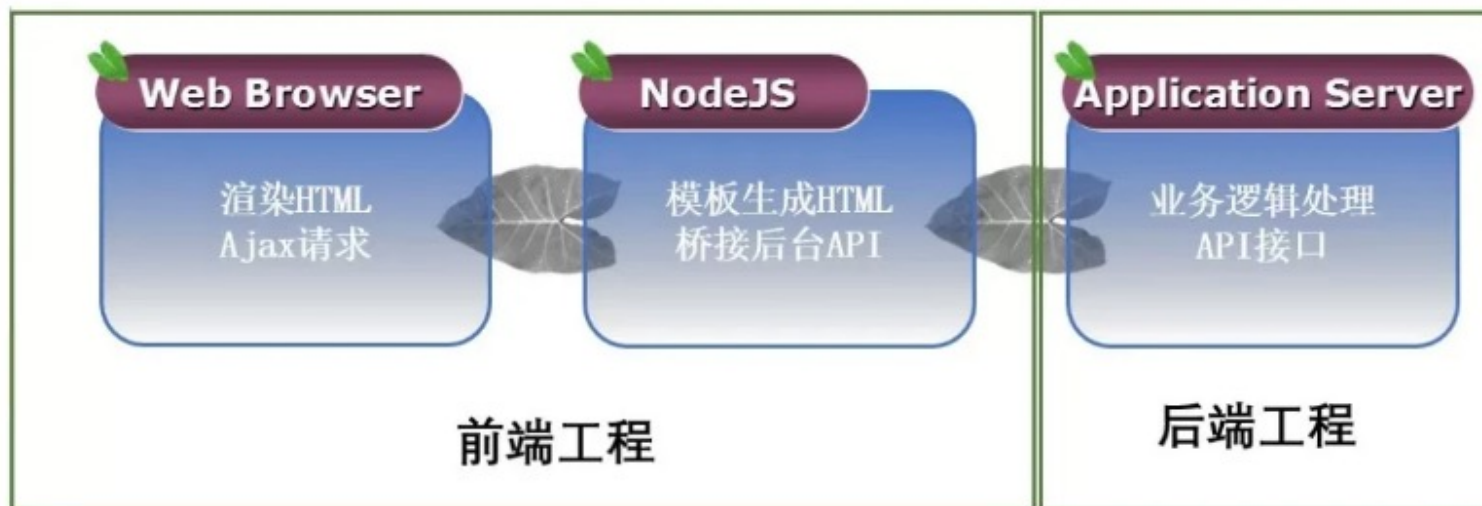 Web Browser
渲染HTML
Ajax请求
NodeJS
模板生成HTML
桥接后台API
前端工程
Application Server
业务逻辑处理
API接口
后端工程